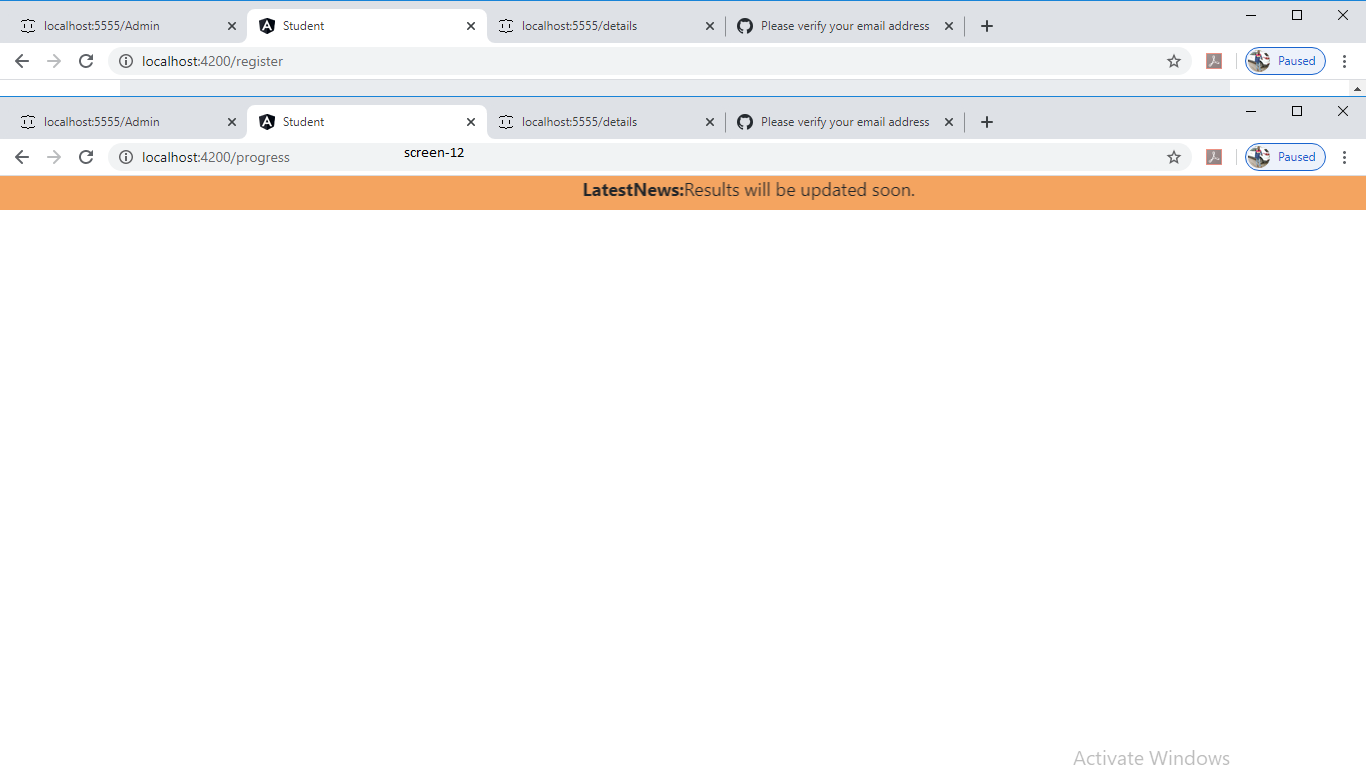 localhost:5555/Admin Student localhost:5555/details Please verify your email address
localhost:4200/register Paused
localhost:5555/Admin Student localhost:5555/details Please verify your email address
localhost:4200/progress screen-12 Paused
LatestNews:Results will be updated soon.
Activate Windows